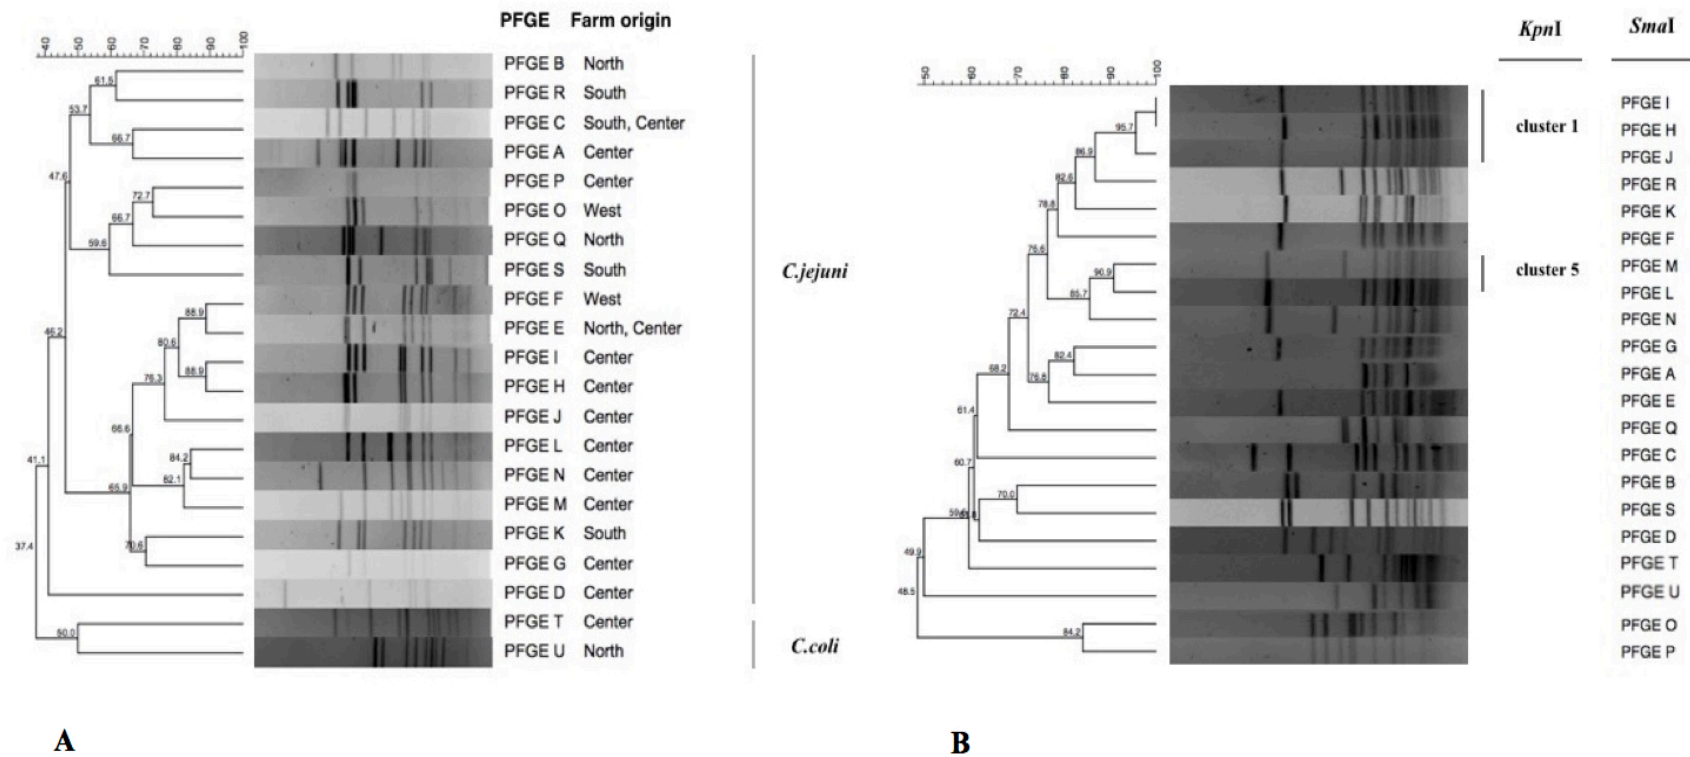 PFGE Farm origin
40 50 60 70 80 90 100
PFGE B North
PFGE R South
PFGE C South, Center
PFGE A Center
PFGE P Center
PFGE O West
PFGE Q North
PFGE S South
PFGE F West
PFGE E North, Center
PFGE I Center
PFGE H Center
PFGE J Center
PFGE L Center
PFGE N Center
PFGE M Center
PFGE K South
PFGE G Center
PFGE D Center
PFGE T Center
PFGE U North
61.5
53.7
66.7
47.6
72.7
66.7
59.6
88.9
46.2
80.6
88.9
76.3
66.6
84.2
41.1
82.1
65.9
70.6
37.4
50.0
C.jejuni
C.coli
A
KpnI SmaI
50 60 70 80 90 100
cluster 1
cluster 5
PFGE I
PFGE H
PFGE J
PFGE R
PFGE K
PFGE F
PFGE M
PFGE L
PFGE N
PFGE G
PFGE A
PFGE E
PFGE Q
PFGE C
PFGE B
PFGE S
PFGE D
PFGE T
PFGE U
PFGE O
PFGE P
95.7
86.9
82.6
78.8
75.6
90.9
85.7
72.4
82.4
68.2
76.8
61.4
60.7
70.0
49.9
48.5
84.2
B